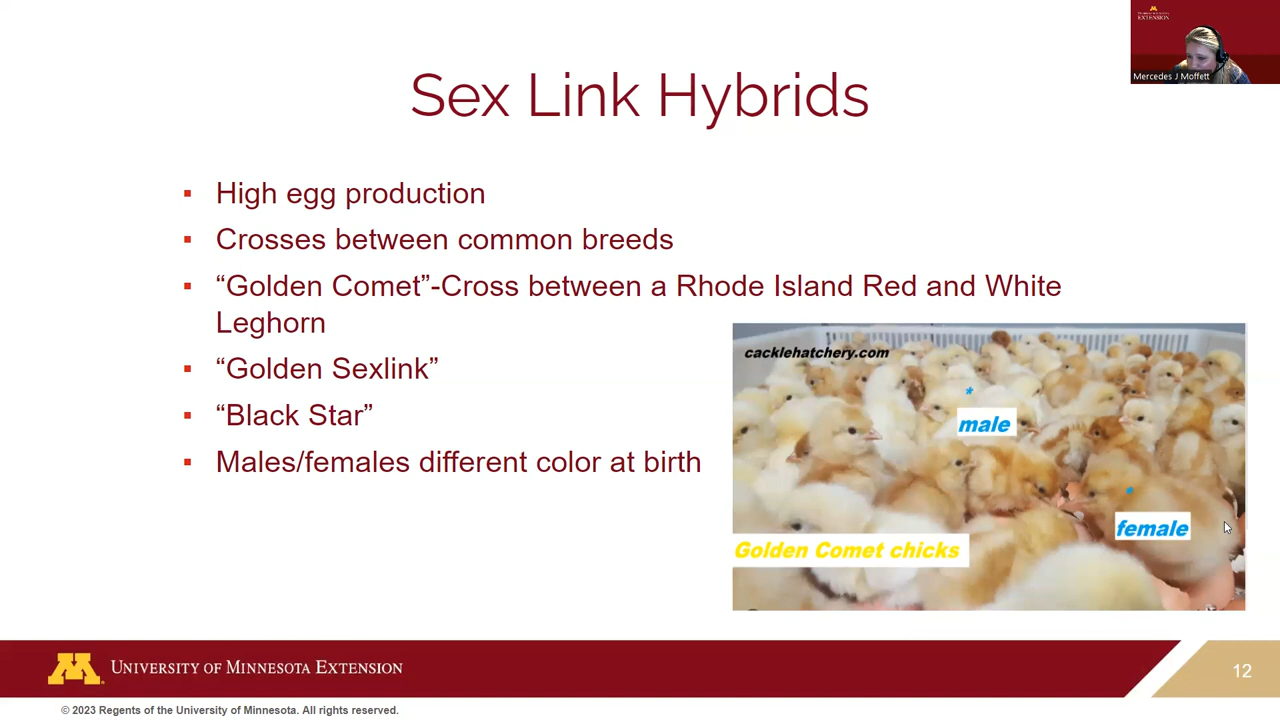 EXTENSION
Mercedes J Moffett
Sex Link Hybrids
▪ High egg production
▪ Crosses between common breeds
▪ “Golden Comet”-Cross between a Rhode Island Red and White
Leghorn
▪ “Golden Sexlink”
▪ “Black Star”
▪ Males/females different color at birth
cacklehatchery.com
male
female
Golden Comet chicks
UNIVERSITY OF MINNESOTA EXTENSION
12
© 2023 Regents of the University of Minnesota. All rights reserved.